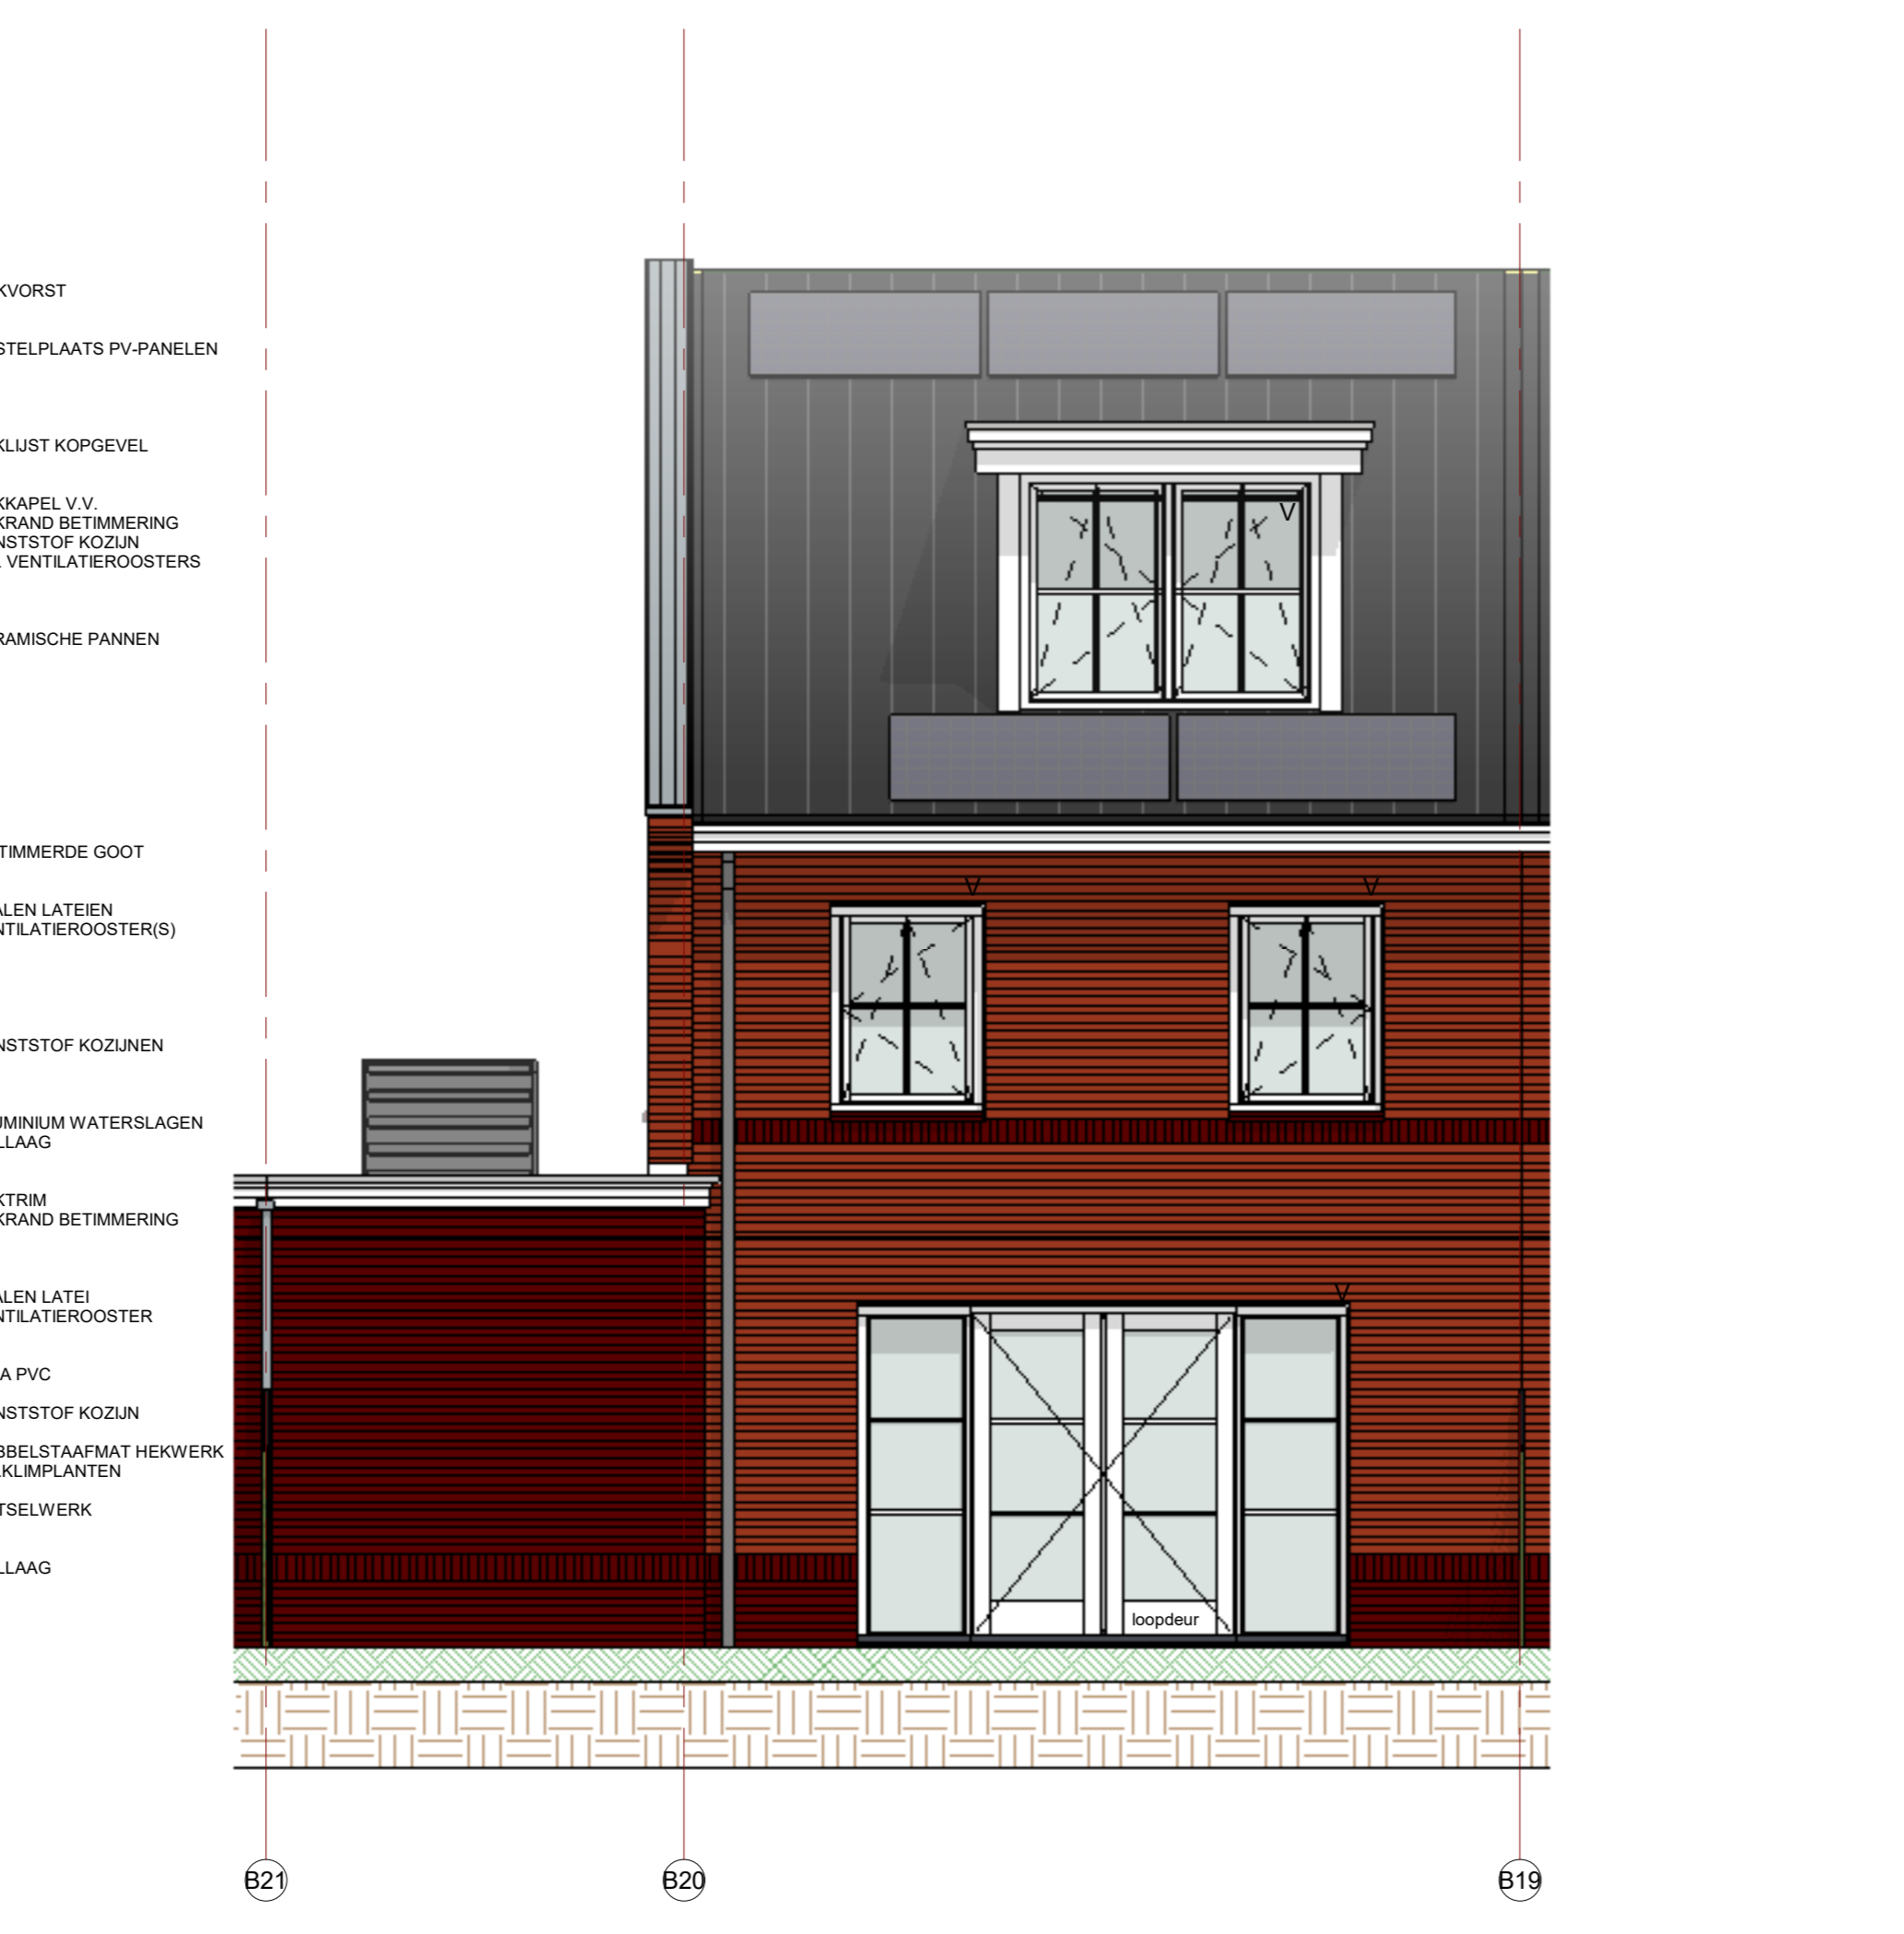 KVORST
STELPLAATS PV-PANELEN
KLIJST KOPGEVEL
KKAPEL V.V.
KRAND BETIMMERING
NSTSTOF KOZIJN
. VENTILATIEROOSTERS
RAMISCHE PANNEN
TIMMERDE GOOT
ALEN LATEIEN
NTILATIEROOSTER(S)
NSTSTOF KOZIJNEN
UMINIUM WATERSLAGEN
LLAAG
KTRIM
KRAND BETIMMERING
ALEN LATEI
NTILATIEROOSTER
A PVC
NSTSTOF KOZIJN
BBELSTAAFMAT HEKWERK
.KLIMPLANTEN
TSELWERK
LLAAG
V
V V
V
loopdeur
B21 B20 B19